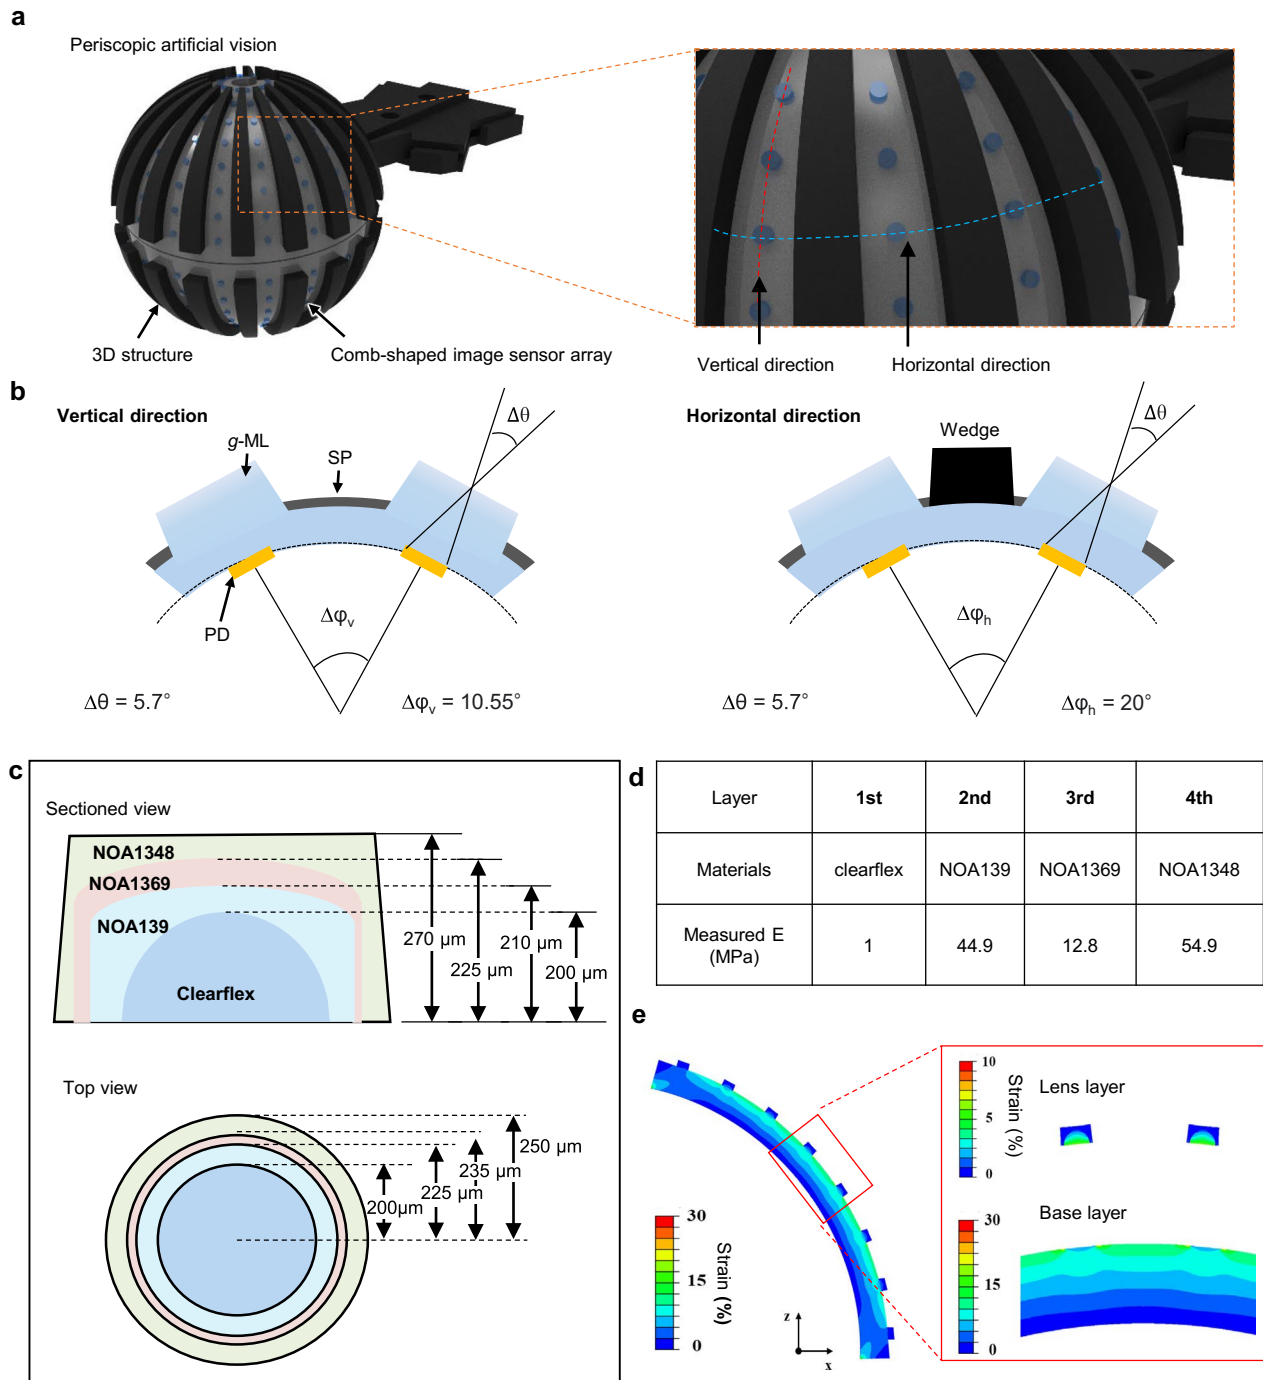 a
Periscopic artificial vision
3D structure
Comb-shaped image sensor array
Vertical direction
Horizontal direction
b
Vertical direction
g-ML
SP
Δθ
PD
Δφv
Δθ = 5.7°
Δφv = 10.55°
Horizontal direction
Wedge
Δθ
Δφh
Δθ = 5.7°
Δφh = 20°
c
Sectioned view
NOA1348
NOA1369
NOA139
Clearflex
270 μm
225 μm
210 μm
200 μm
Top view
250 μm
235 μm
225 μm
200μm
d
Layer 1st 2nd 3rd 4th
Materials clearflex NOA139 NOA1369 NOA1348
Measured E (MPa) 1 44.9 12.8 54.9
e
30
15
0
Strain (%)
z
x
10
5
0
Strain (%)
Lens layer
Base layer
30
15
0
Strain (%)